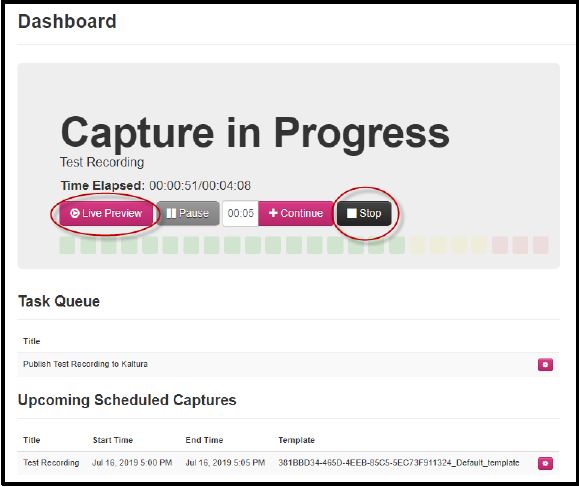 Dashboard
Capture in Progress
Test Recording
Time Elapsed: 00:00:51/00:04:08
Live Preview Pause 00:05 Continue Stop
Task Queue
Title
Publish Test Recording to Kaltura
Upcoming Scheduled Captures
Title Start Time End Time Template
Test Recording Jul 16, 2019 5:00 PM Jul 16, 2019 5:05 PM 381BBD34-465D-4EEB-85C5-5EC73F911324_Default_template